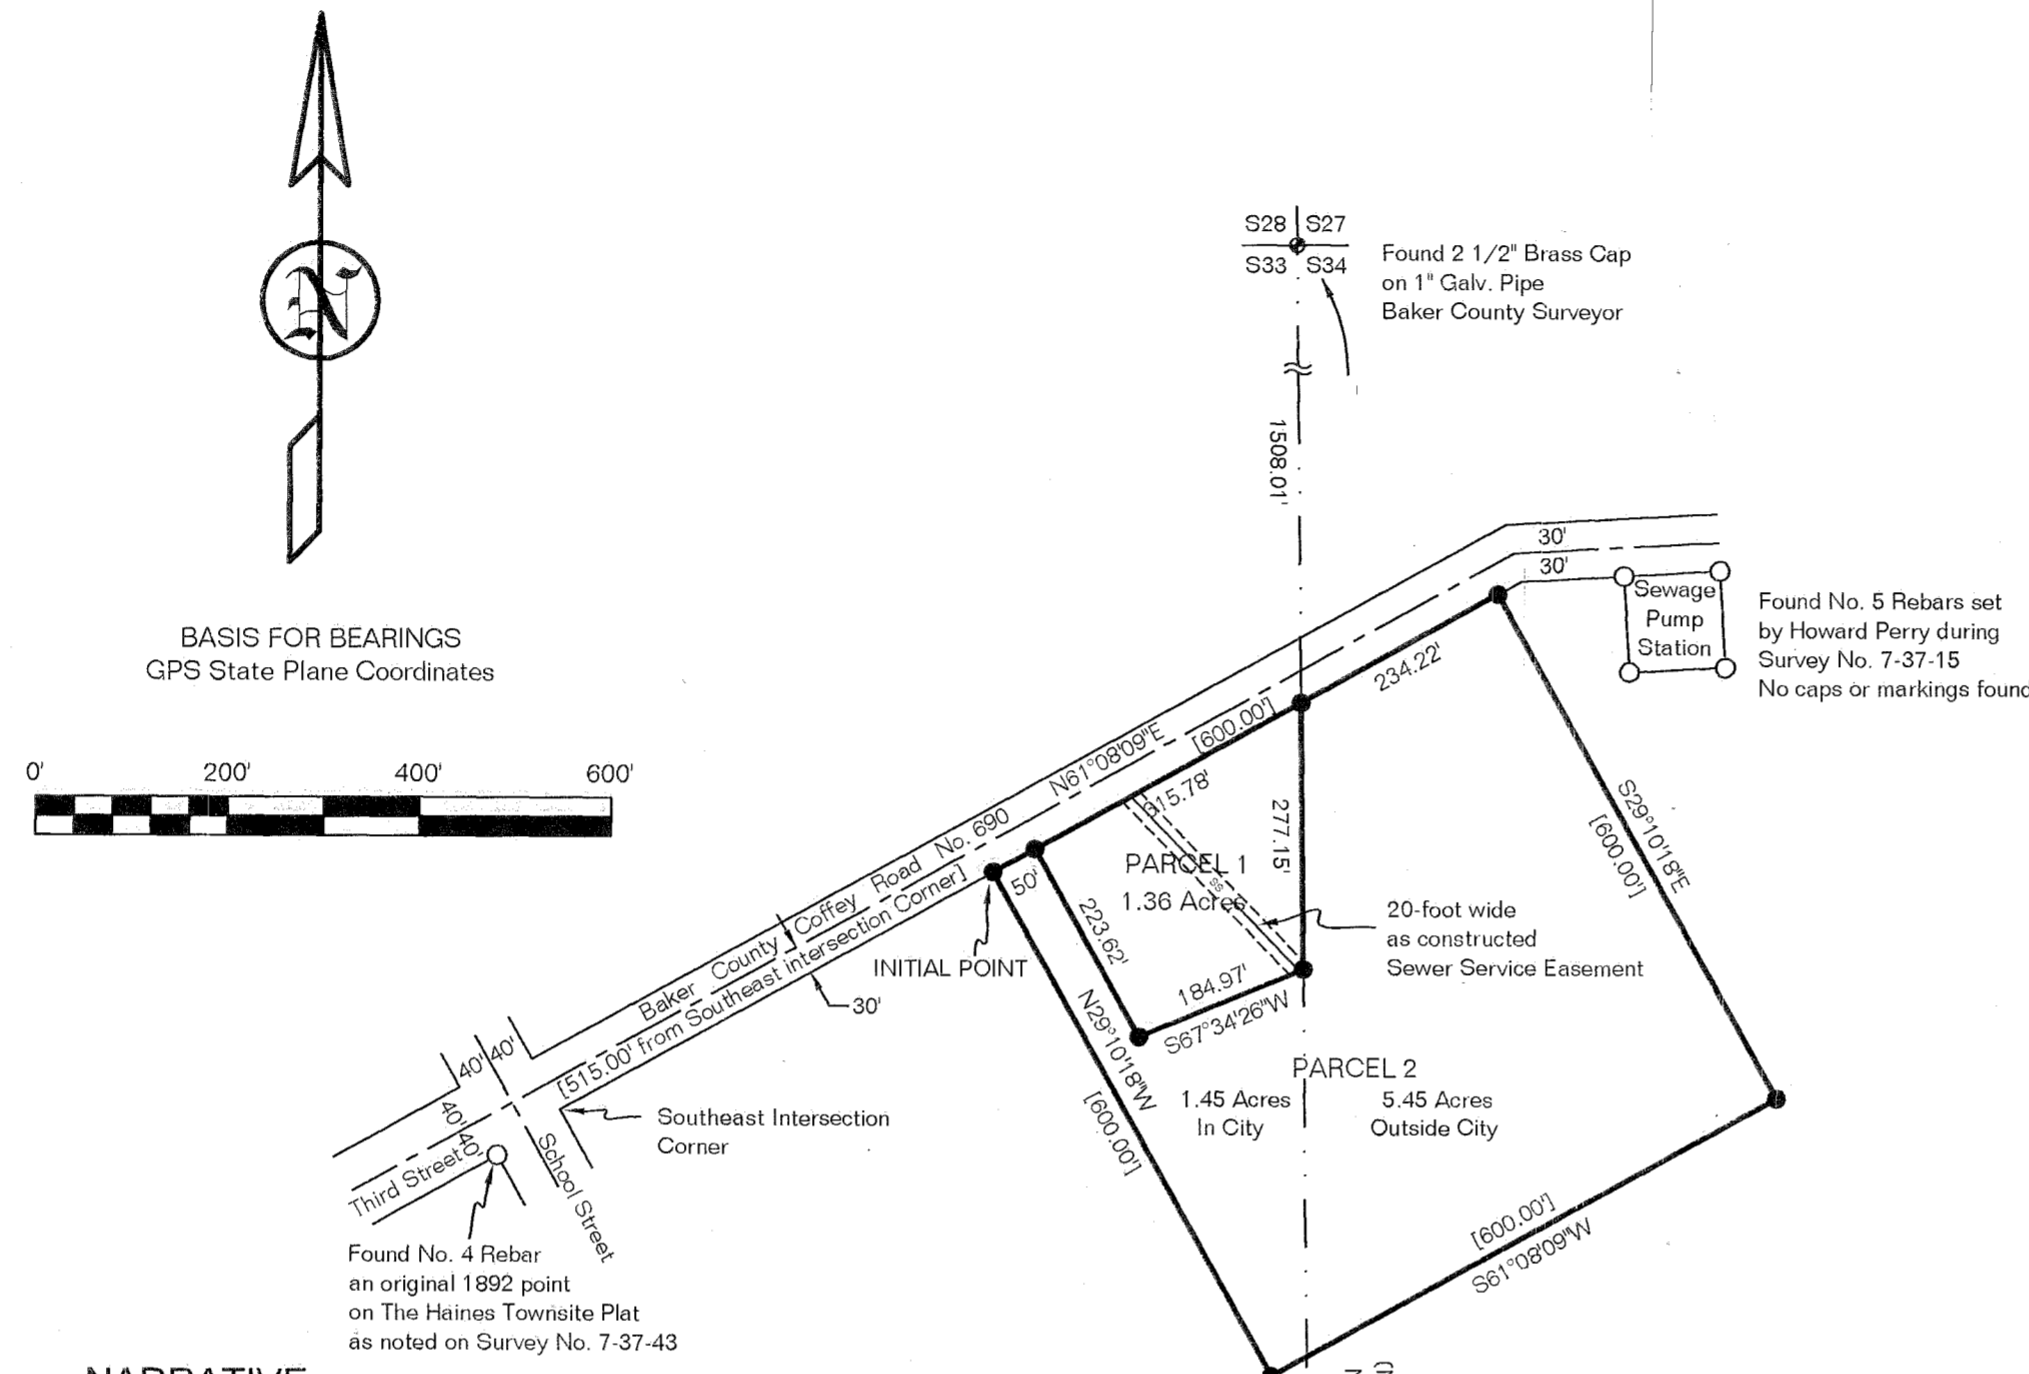 N
BASIS FOR BEARINGS
GPS State Plane Coordinates
0'
200'
400'
600'
S28
S27
S33
S34
Found 2 1/2" Brass Cap
on 1" Galv. Pipe
Baker County Surveyor
1508.01'
30'
30'
Sewage
Pump
Station
Found No. 5 Rebars set
by Howard Perry during
Survey No. 7-37-15
No caps or markings found
234.22'
[600.00']
N61°08'09"E
315.78'
277.15'
S29°10'18"E
[600.00']
Baker County Coffey Road No. 690
[515.00' from Southeast intersection Corner]
50'
PARCEL 1
1.36 Acres
SS
223.62'
184.97'
S67°34'26"W
20-foot wide
as constructed
Sewer Service Easement
INITIAL POINT
30'
N29°10'18"W
[600.00']
PARCEL 2
1.45 Acres
In City
5.45 Acres
Outside City
[600.00']
S61°08'09"W
40'
40'
40'
40'
Third Street
School Street
Southeast Intersection
Corner
Found No. 4 Rebar
an original 1892 point
on The Haines Townsite Plat
as noted on Survey No. 7-37-43
NARRATIVE